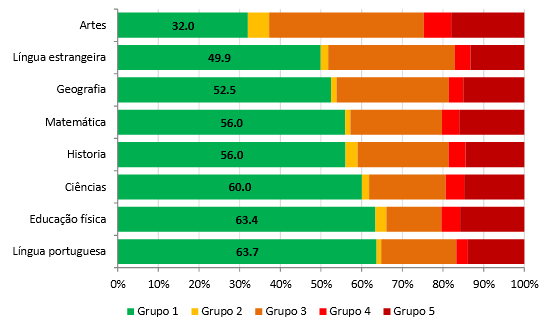 Artes 32.0
Língua estrangeira 49.9
Geografia 52.5
Matemática 56.0
Historia 56.0
Ciências 60.0
Educação física 63.4
Língua portuguesa 63.7
0% 10% 20% 30% 40% 50% 60% 70% 80% 90% 100%
Grupo 1 Grupo 2 Grupo 3 Grupo 4 Grupo 5